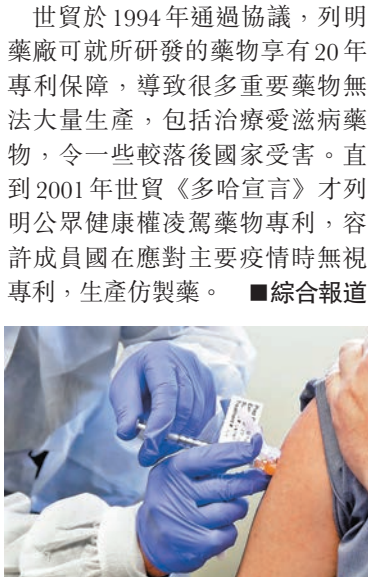 世貿於1994年通過協議，列明
藥廠可就所研發的藥物享有20年
專利保障，導致很多重要藥物無
法大量生產，包括治療愛滋病藥
物，令一些較落後國家受害。直
到2001年世貿《多哈宣言》才列
明公眾健康權凌駕藥物專利，容
許成員國在應對主要疫情時無視
專利，生產仿製藥。 ■綜合報道